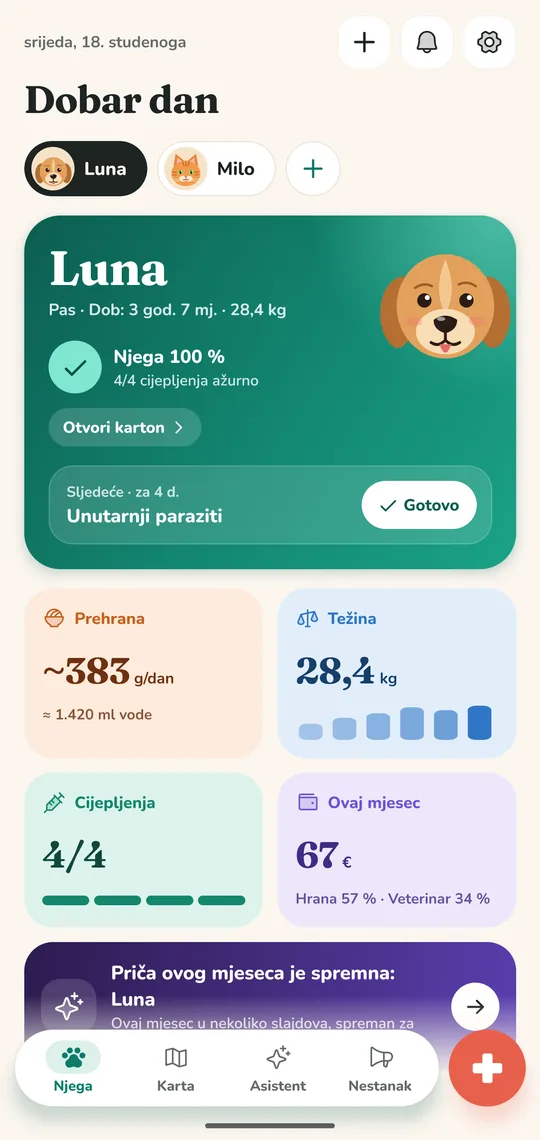 srijeda, 18. studenoga
Dobar dan
Luna
Milo
Luna
Pas · Dob: 3 god. 7 mj. · 28,4 kg
Njega 100 %
4/4 cijepljenja ažurno
Otvori karton
Sljedeće · za 4 d.
Unutarnji paraziti
Gotovo
Prehrana
~383 g/dan
≈ 1.420 ml vode
Težina
28,4 kg
Cijepljenja
4/4
Ovaj mjesec
67 €
Hrana 57 % · Veterinar 34 %
Priča ovog mjeseca je spremna:
Luna
Ovaj mjesec u nekoliko slajdova, spreman za
Njega
Karta
Asistent
Nestanak